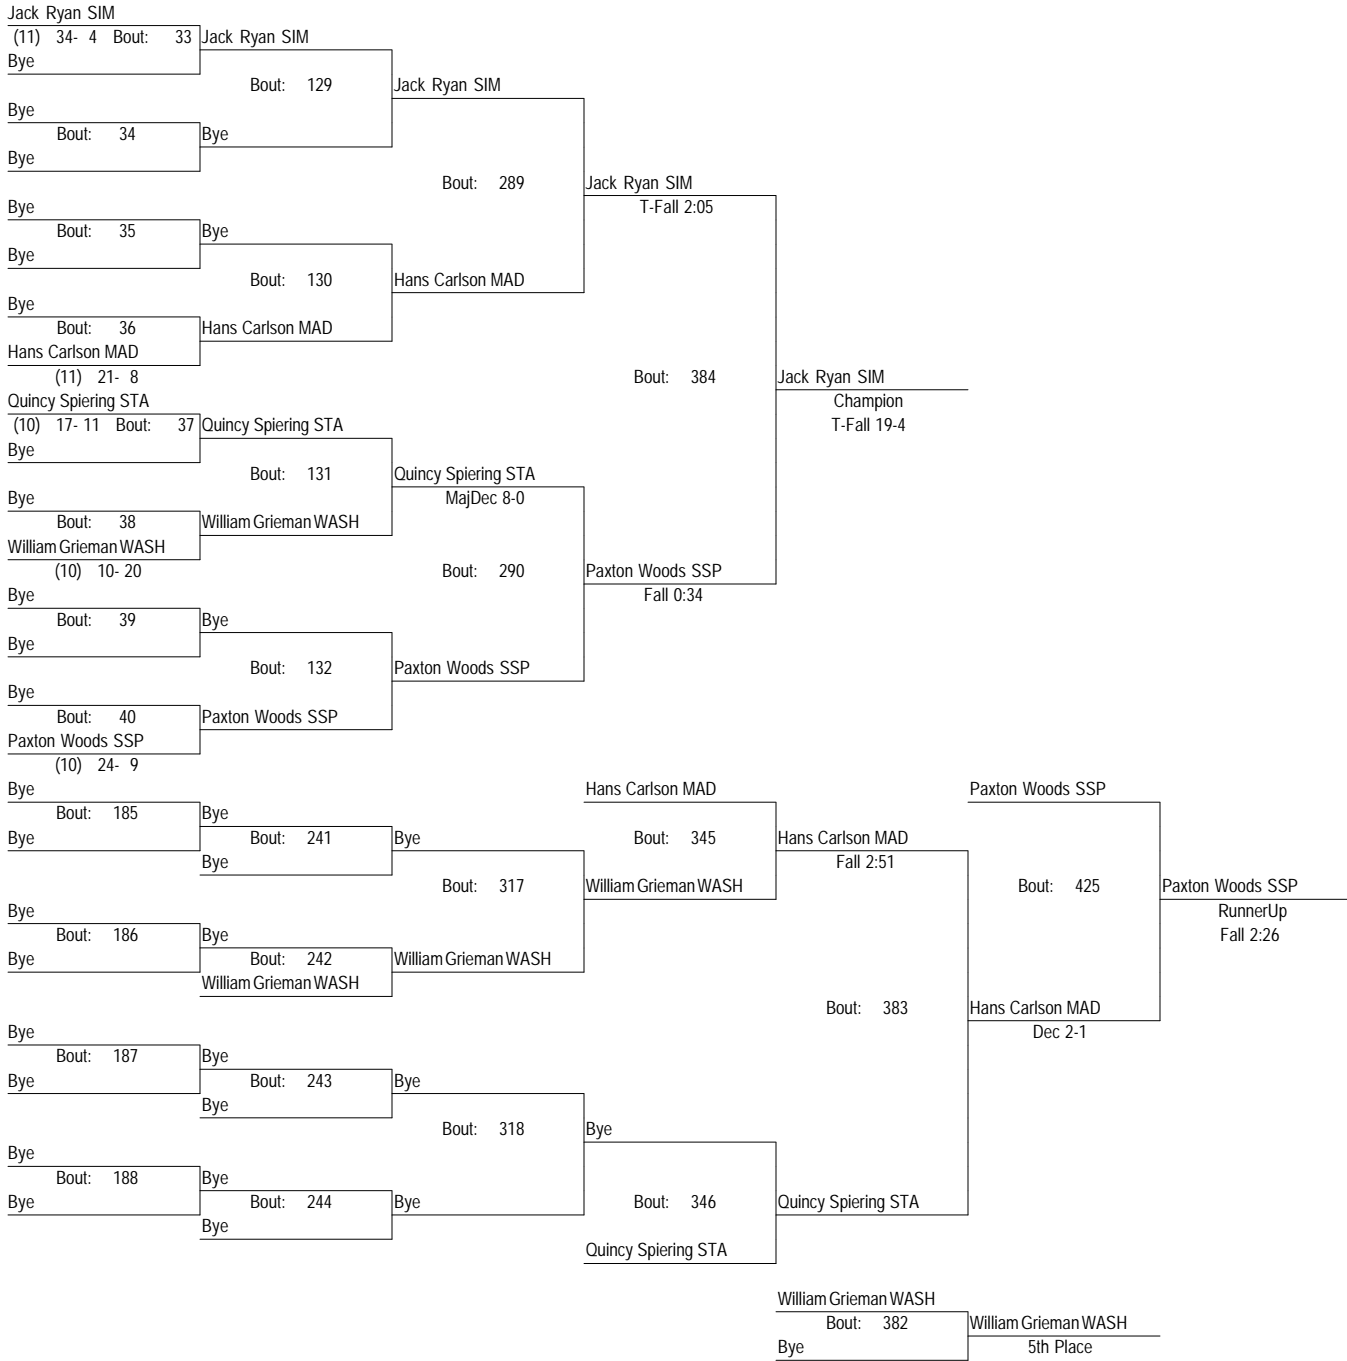 Jack Ryan SIM
(11) 34- 4 Bout: 33 Jack Ryan SIM
Bye
Bout: 129 Jack Ryan SIM
Bye
Bout: 34 Bye
Bye
Bout: 289 Jack Ryan SIM
T-Fall 2:05
Bye
Bout: 35 Bye
Bye
Bout: 130 Hans Carlson MAD
Bye
Bout: 36 Hans Carlson MAD
Hans Carlson MAD
(11) 21- 8
Bout: 384 Jack Ryan SIM
Champion
T-Fall 19-4
Quincy Spiering STA
(10) 17- 11 Bout: 37 Quincy Spiering STA
Bye
Bout: 131 Quincy Spiering STA
MajDec 8-0
Bye
Bout: 38 William Grieman WASH
William Grieman WASH
(10) 10- 20
Bout: 290 Paxton Woods SSP
Fall 0:34
Bye
Bout: 39 Bye
Bye
Bout: 132 Paxton Woods SSP
Bye
Bout: 40 Paxton Woods SSP
Paxton Woods SSP
(10) 24- 9
Bye Hans Carlson MAD Paxton Woods SSP
Bout: 185 Bye
Bye Bout: 241 Bye Bout: 345 Hans Carlson MAD
Bye Fall 2:51
Bout: 317 William Grieman WASH Bout: 425 Paxton Woods SSP
RunnerUp
Fall 2:26
Bye
Bout: 186 Bye
Bye Bout: 242 William Grieman WASH
William Grieman WASH
Bout: 383 Hans Carlson MAD
Dec 2-1
Bye
Bout: 187 Bye
Bye Bout: 243 Bye
Bye
Bout: 318 Bye
Bye
Bout: 188 Bye
Bye Bout: 244 Bye Bout: 346 Quincy Spiering STA
Bye
Quincy Spiering STA
William Grieman WASH
Bout: 382 William Grieman WASH
Bye 5th Place